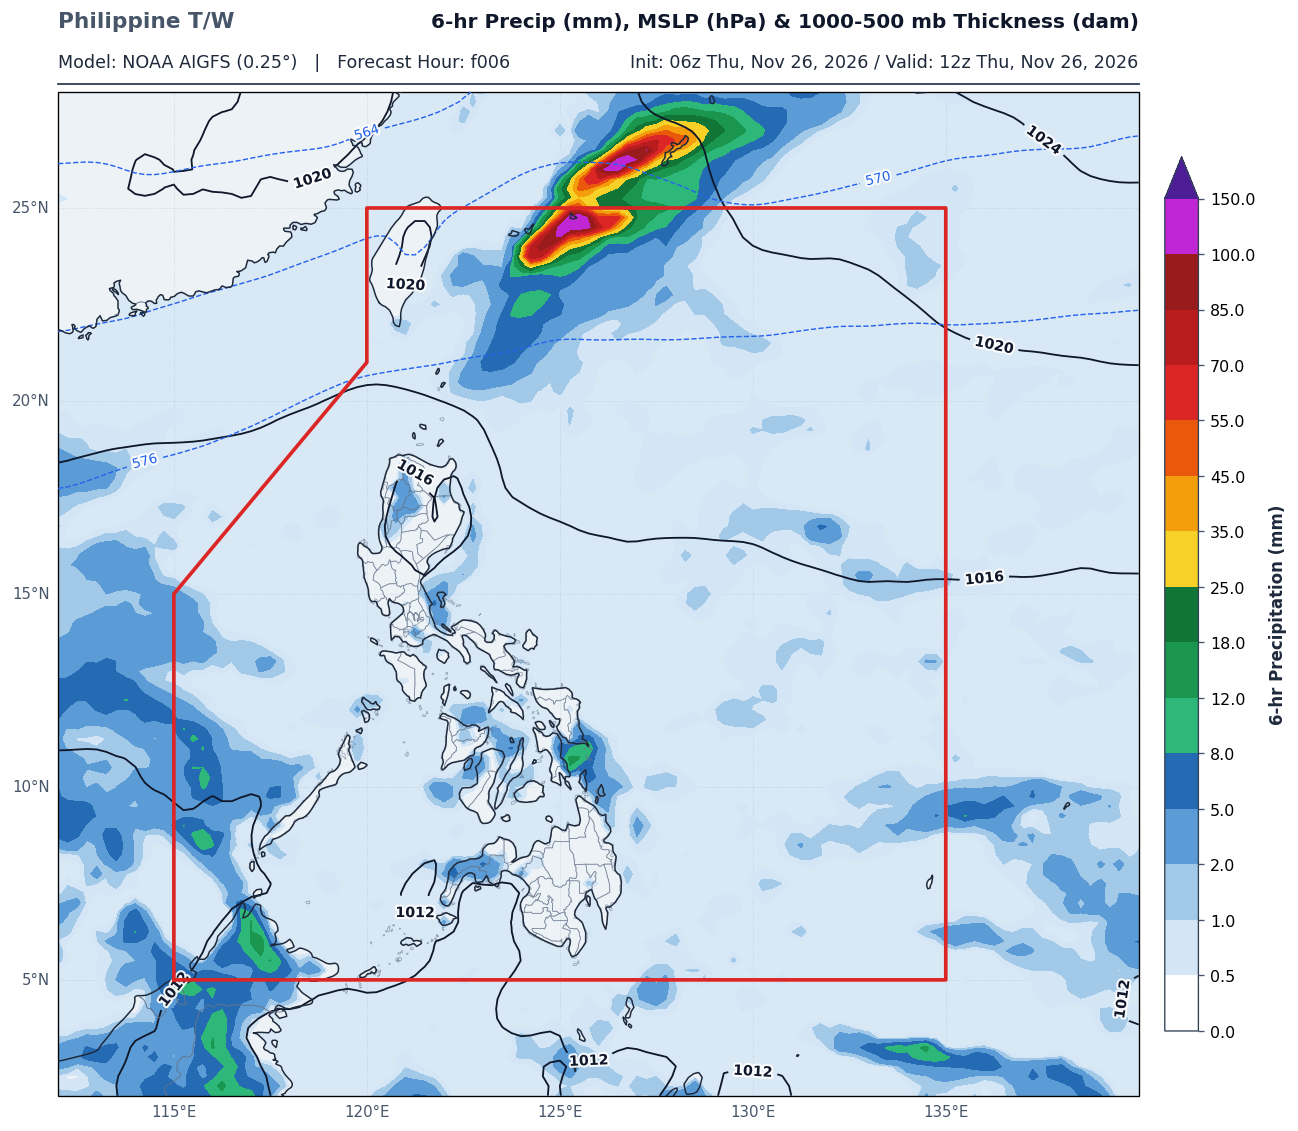 Philippine T/W
6-hr Precip (mm), MSLP (hPa) & 1000-500 mb Thickness (dam)
Model: NOAA AIGFS (0.25°) | Forecast Hour: f006
Init: 06z Thu, Nov 26, 2026 / Valid: 12z Thu, Nov 26, 2026
564
1024
1020
570
25°N
1020
1020
20°N
576
1016
1016
15°N
10°N
1012
5°N
1012
1012
1012
1012
115°E
120°E
125°E
130°E
135°E
150.0
100.0
85.0
70.0
55.0
45.0
35.0
25.0
18.0
12.0
8.0
5.0
2.0
1.0
0.5
0.0
6-hr Precipitation (mm)